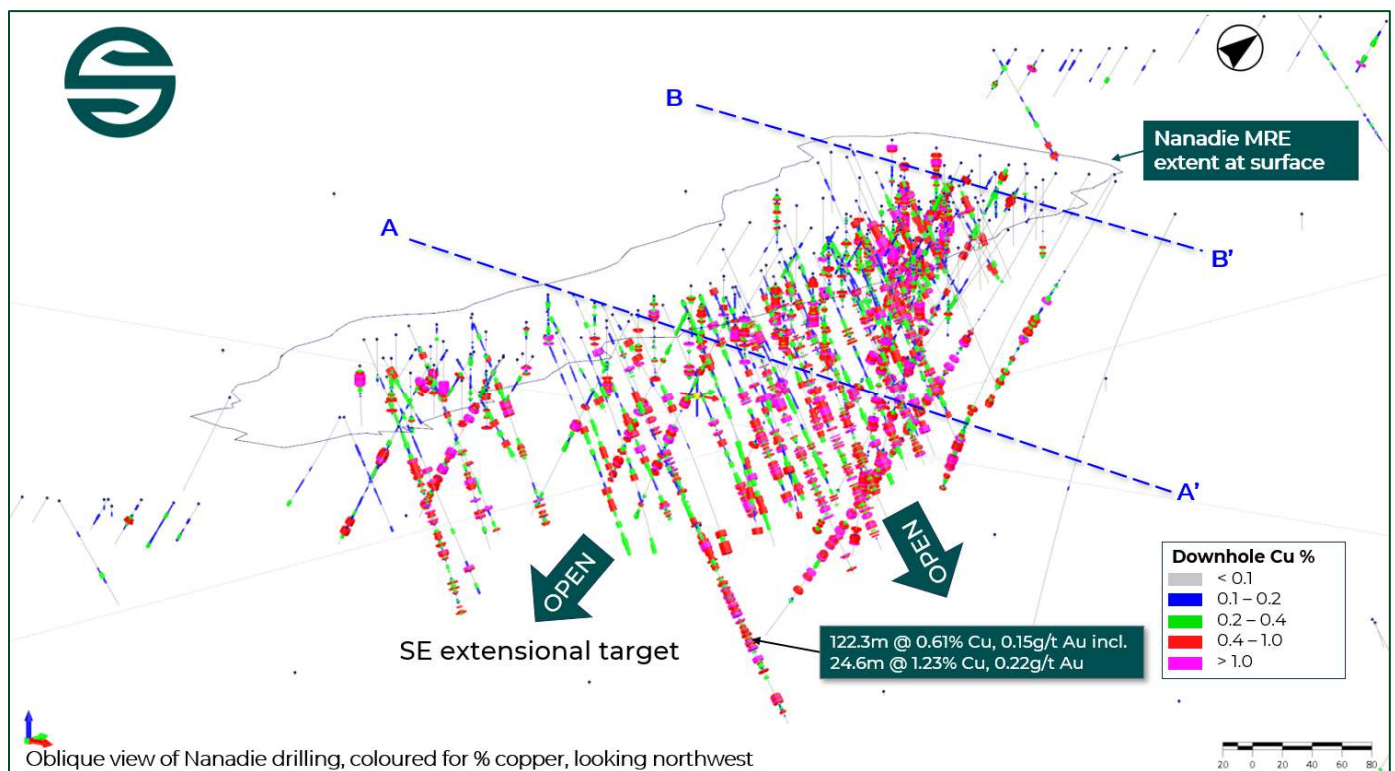 B
Nanadie MRE
extent at surface
A
B'
A'
Downhole Cu %
< 0.1
0.1 – 0.2
0.2 – 0.4
0.4 – 1.0
> 1.0
OPEN
OPEN
SE extensional target
122.3m @ 0.61% Cu, 0.15g/t Au incl.
24.6m @ 1.23% Cu, 0.22g/t Au
Oblique view of Nanadie drilling, coloured for % copper, looking northwest
20 0 20 40 60 80